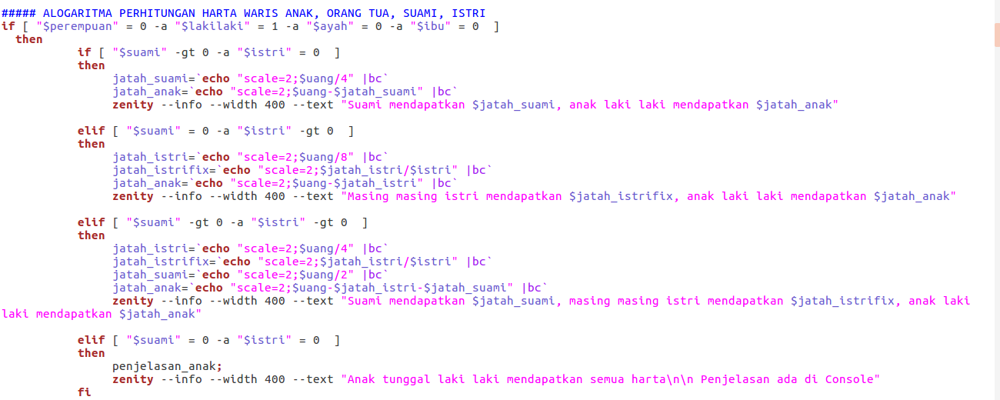 ##### ALOGARITMA PERHITUNGAN HARTA WARIS ANAK, ORANG TUA, SUAMI, ISTRI
if [ "$perempuan" = 0 -a "$lakilaki" = 1 -a "$ayah" = 0 -a "$ibu" = 0  ]
then
if [ "$suami" -gt 0 -a "$istri" = 0  ]
then
jatah_suami=`echo "scale=2;$uang/4" |bc`
jatah_anak=`echo "scale=2;$uang-$jatah_suami" |bc`
zenity --info --width 400 --text "Suami mendapatkan $jatah_suami, anak laki laki mendapatkan $jatah_anak"
elif [ "$suami" = 0 -a "$istri" -gt 0  ]
then
jatah_istri=`echo "scale=2;$uang/8" |bc`
jatah_istrifix=`echo "scale=2;$jatah_istri/$istri" |bc`
jatah_anak=`echo "scale=2;$uang-$jatah_istri" |bc`
zenity --info --width 400 --text "Masing masing istri mendapatkan $jatah_istrifix, anak laki laki mendapatkan $jatah_anak"
elif [ "$suami" -gt 0 -a "$istri" -gt 0  ]
then
jatah_istri=`echo "scale=2;$uang/4" |bc`
jatah_istrifix=`echo "scale=2;$jatah_istri/$istri" |bc`
jatah_suami=`echo "scale=2;$uang/2" |bc`
jatah_anak=`echo "scale=2;$uang-$jatah_istri-$jatah_suami" |bc`
zenity --info --width 400 --text "Suami mendapatkan $jatah_suami, masing masing istri mendapatkan $jatah_istrifix, anak laki
laki mendapatkan $jatah_anak"
elif [ "$suami" = 0 -a "$istri" = 0  ]
then
penjelasan_anak;
zenity --info --width 400 --text "Anak tunggal laki laki mendapatkan semua harta\n\n Penjelasan ada di Console"
fi